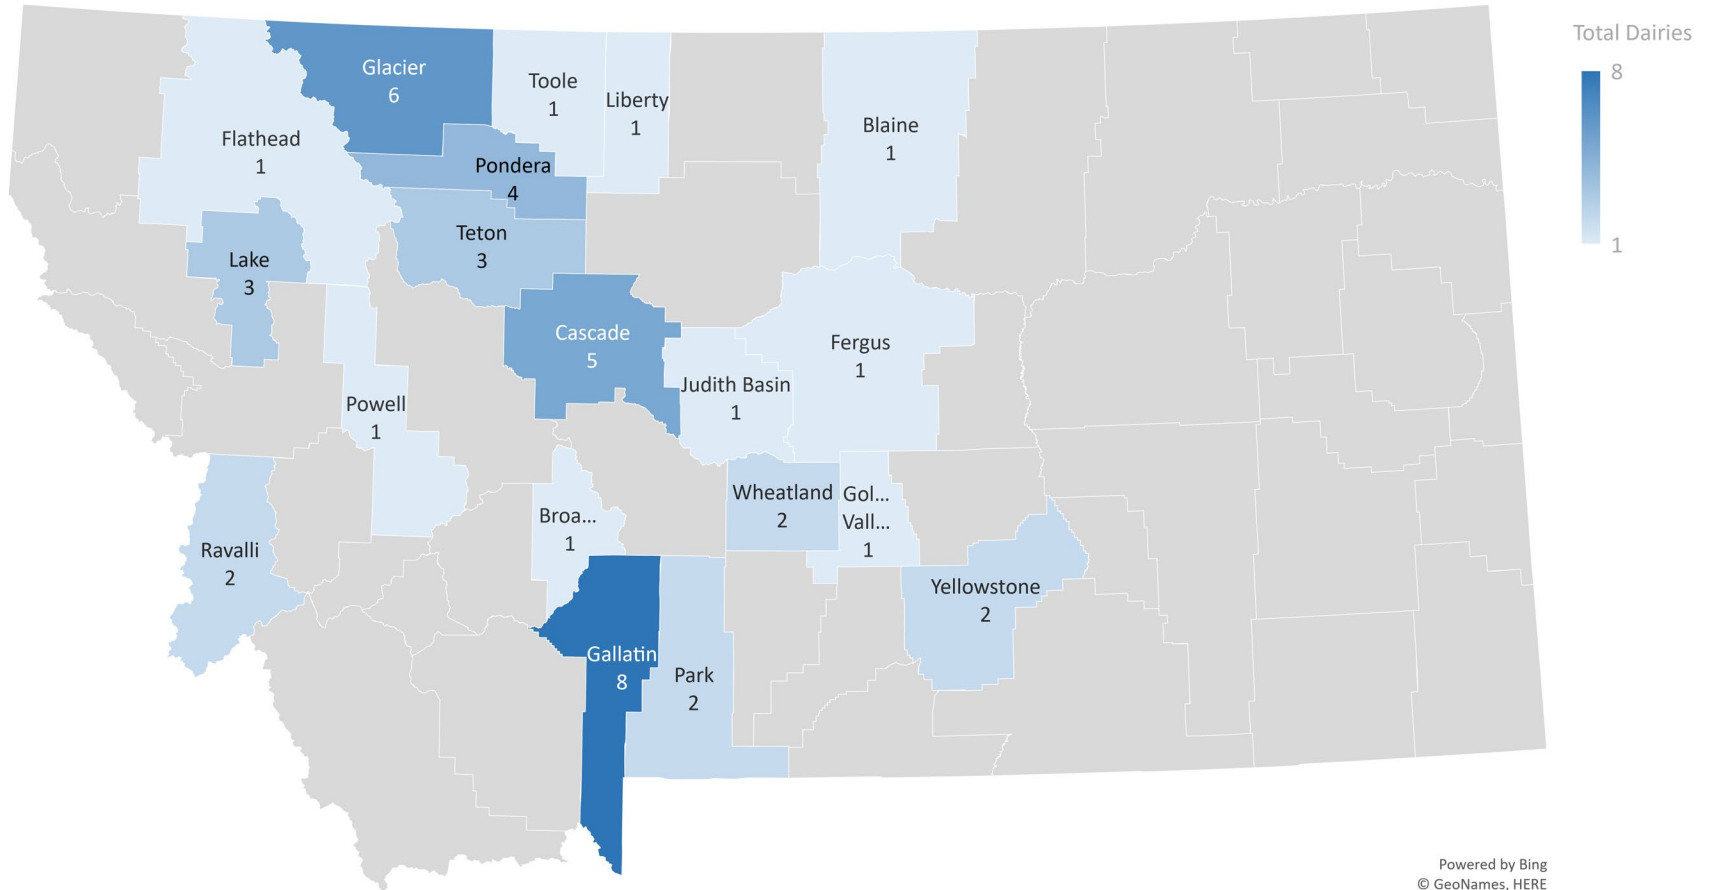 Total Dairies
8
1
Glacier
6
Toole
1
Liberty
1
Blaine
1
Flathead
1
Pondera
4
Teton
3
Lake
3
Cascade
5
Fergus
1
Judith Basin
1
Powell
1
Wheatland
2
Gol...
Vall...
1
Broa...
1
Ravalli
2
Yellowstone
2
Gallatin
8
Park
2
Powered by Bing
© GeoNames, HERE